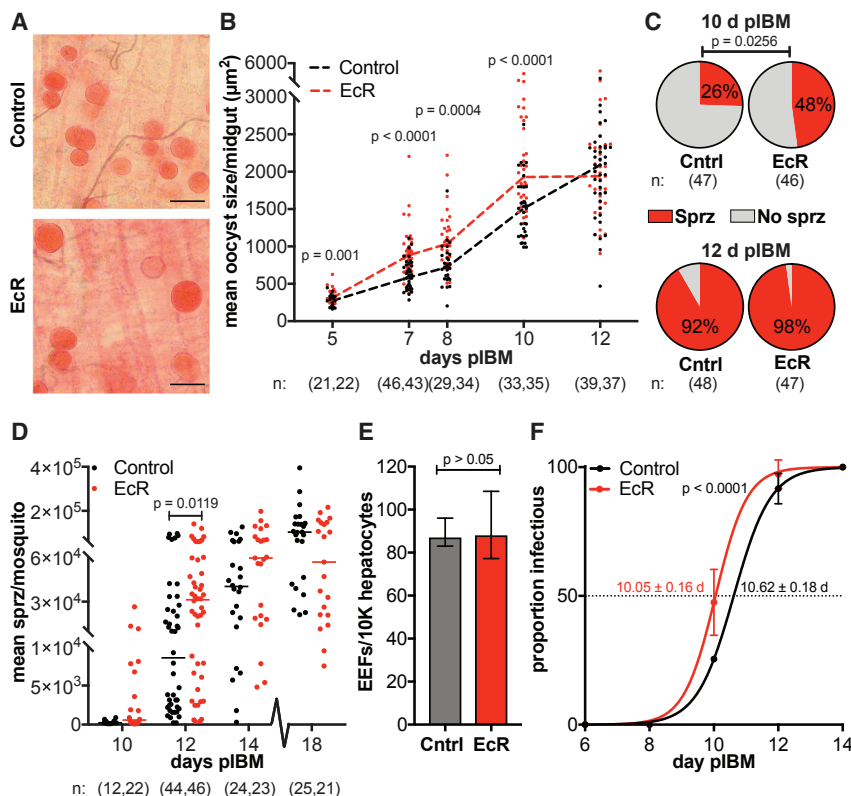 A
Control
EcR
B
mean oocyst size/midgut (µm²)
6000
3000
2500
2000
1500
1000
500
0
Control
EcR
p = 0.001
p < 0.0001
p = 0.0004
p < 0.0001
5 7 8 10 12
days pIBM
n: (21,22) (46,43) (29,34) (33,35) (39,37)
C
10 d pIBM
p = 0.0256
26% 48%
Cntrl EcR
n: (47) (46)
Sprz No sprz
12 d pIBM
92% 98%
Cntrl EcR
n: (48) (47)
D
mean sprz/mosquito
4×10⁵
2×10⁵
6×10⁴
3×10⁴
1×10⁴
5×10³
0
Control
EcR
p = 0.0119
10 12 14 18
days pIBM
n: (12,22) (44,46) (24,23) (25,21)
E
EEFs/10K hepatocytes
120
100
80
60
40
20
0
p > 0.05
Cntrl EcR
F
proportion infectious
100
50
0
Control
EcR
p < 0.0001
10.05 ± 0.16 d 10.62 ± 0.18 d
6 8 10 12 14
day pIBM